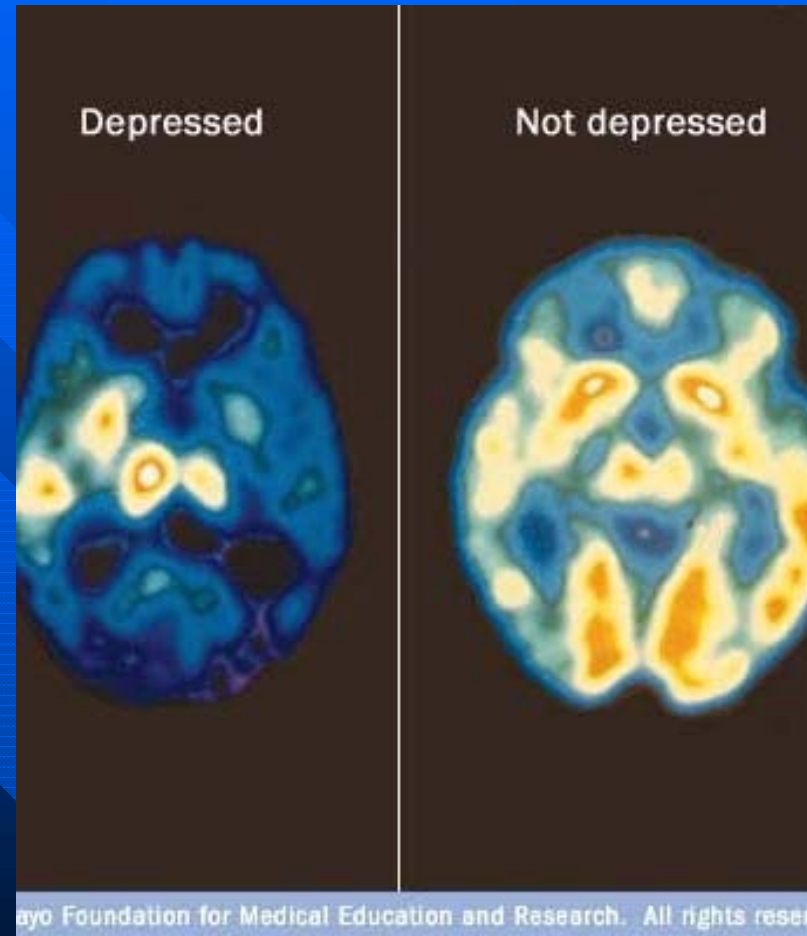 Depressed
Not depressed
ayo Foundation for Medical Education and Research. All rights reser